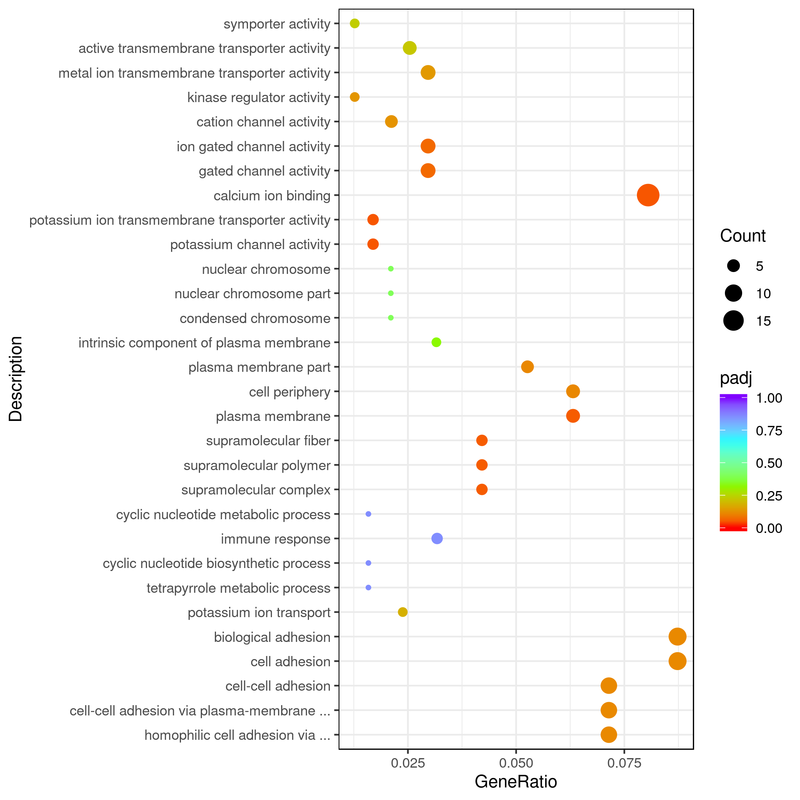 symporter activity
active transmembrane transporter activity
metal ion transmembrane transporter activity
kinase regulator activity
cation channel activity
ion gated channel activity
gated channel activity
calcium ion binding
potassium ion transmembrane transporter activity
potassium channel activity
nuclear chromosome
nuclear chromosome part
condensed chromosome
intrinsic component of plasma membrane
plasma membrane part
cell periphery
plasma membrane
supramolecular fiber
supramolecular polymer
supramolecular complex
cyclic nucleotide metabolic process
immune response
cyclic nucleotide biosynthetic process
tetrapyrrole metabolic process
potassium ion transport
biological adhesion
cell adhesion
cell-cell adhesion
cell-cell adhesion via plasma-membrane ...
homophilic cell adhesion via ...
Description
0.025 0.050 0.075
GeneRatio
Count
5
10
15
padj
1.00
0.75
0.50
0.25
0.00